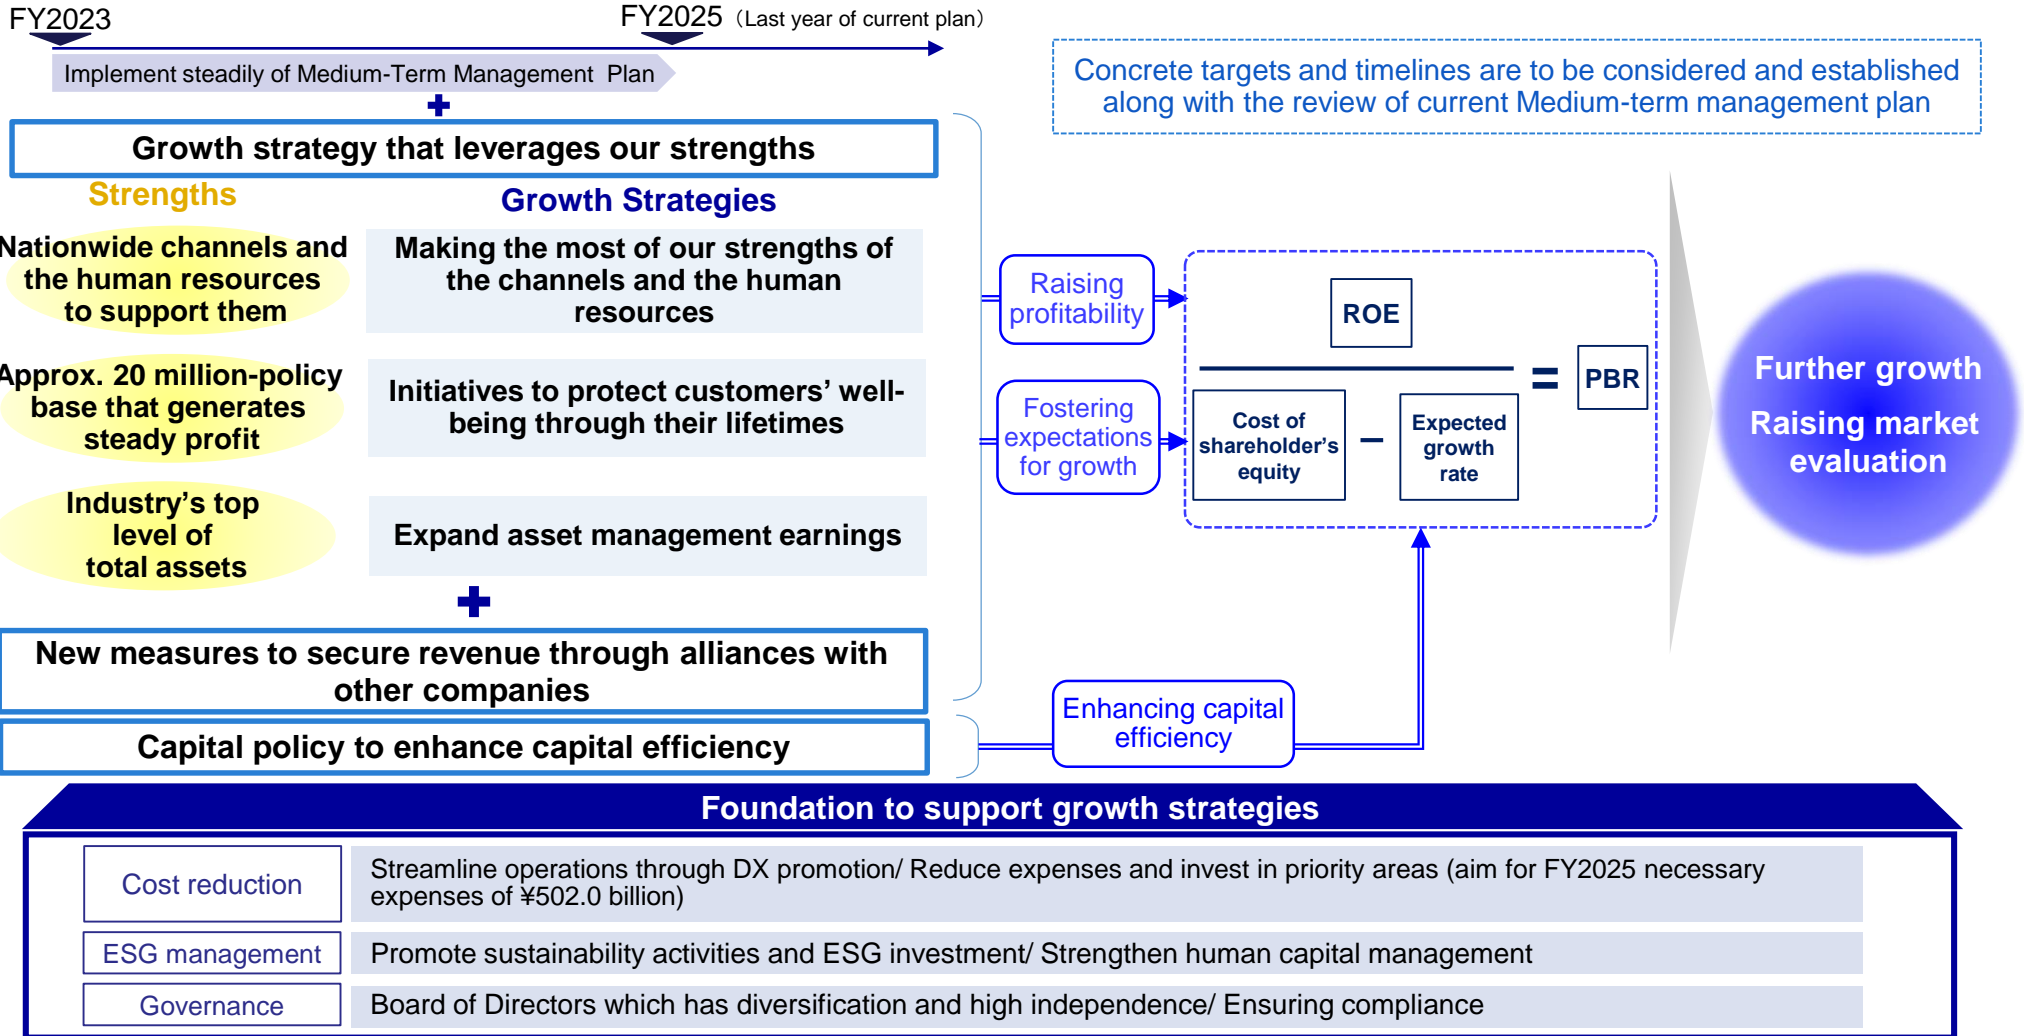 FY2023
FY2025（Last year of current plan）
Implement steadily of Medium-Term Management Plan
Concrete targets and timelines are to be considered and established
along with the review of current Medium-term management plan
Growth strategy that leverages our strengths
Strengths
Growth Strategies
Nationwide channels and
the human resources
to support them
Making the most of our strengths of
the channels and the human
resources
Approx. 20 million-policy
base that generates
steady profit
Initiatives to protect customers’ well-
being through their lifetimes
Industry’s top
level of
total assets
Expand asset management earnings
New measures to secure revenue through alliances with
other companies
Capital policy to enhance capital efficiency
Raising
profitability
Fostering
expectations
for growth
Enhancing capital
efficiency
ROE
Cost of
shareholder’s
equity
–
Expected
growth
rate
=
PBR
Further growth
Raising market
evaluation
Foundation to support growth strategies
Cost reduction
Streamline operations through DX promotion/ Reduce expenses and invest in priority areas (aim for FY2025 necessary
expenses of ¥502.0 billion)
ESG management
Promote sustainability activities and ESG investment/ Strengthen human capital management
Governance
Board of Directors which has diversification and high independence/ Ensuring compliance